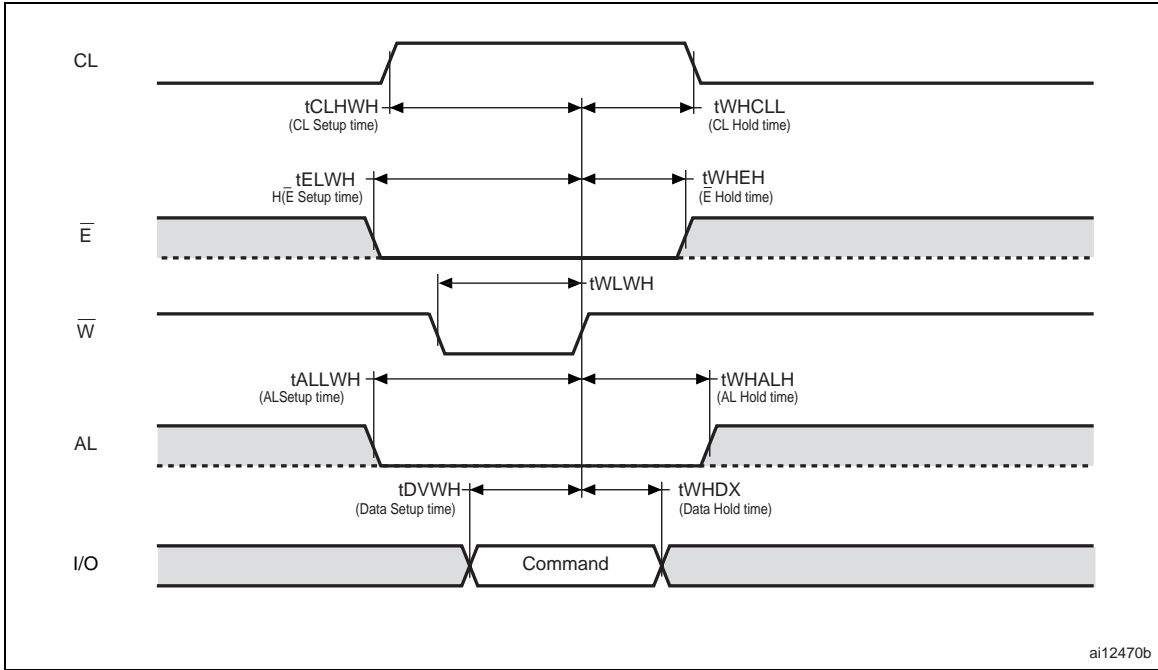 CL
tCLHWH
(CL Setup time)
tWHCLL
(CL Hold time)
tELWH
H(E̅ Setup time)
tWHEH
(E̅ Hold time)
E̅
tWLWH
W̅
tALLWH
(ALSetup time)
tWHALH
(AL Hold time)
AL
tDVWH
(Data Setup time)
tWHDX
(Data Hold time)
I/O
Command
ai12470b